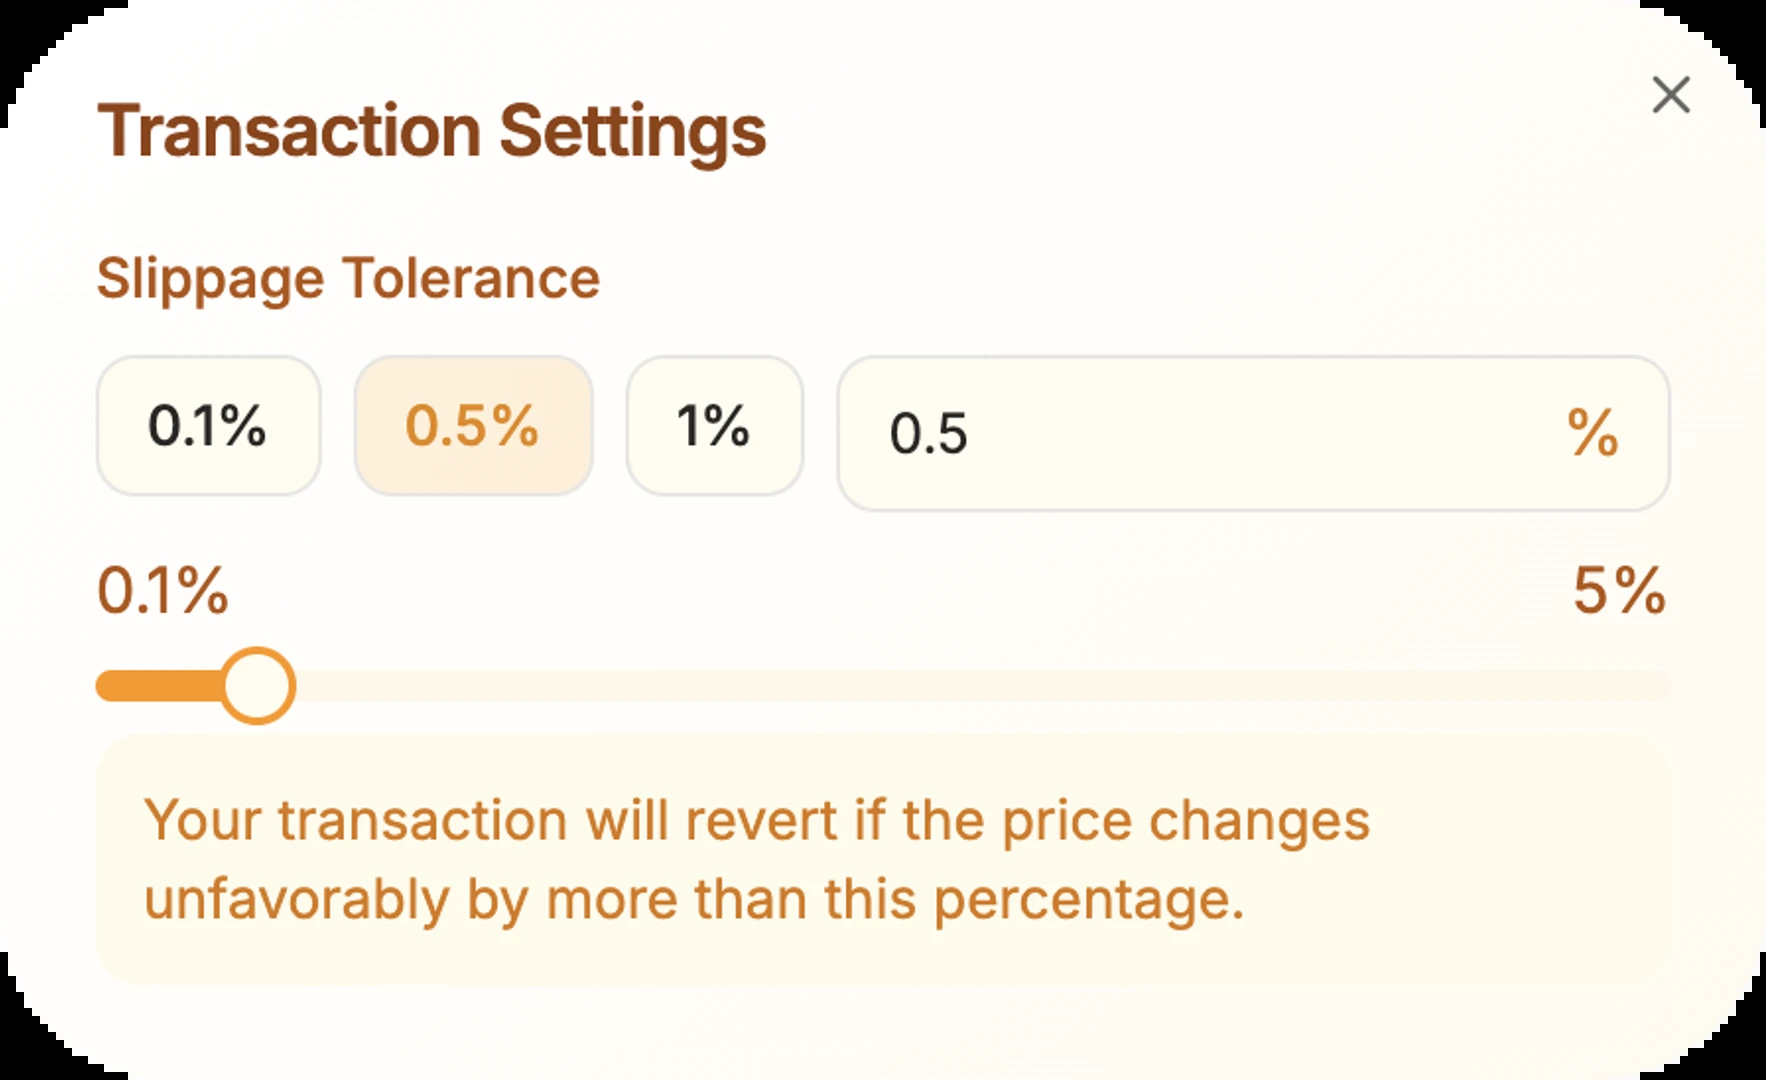 Transaction Settings
Slippage Tolerance
0.1% 0.5% 1% 0.5 %
0.1% 5%
Your transaction will revert if the price changes
unfavorably by more than this percentage.